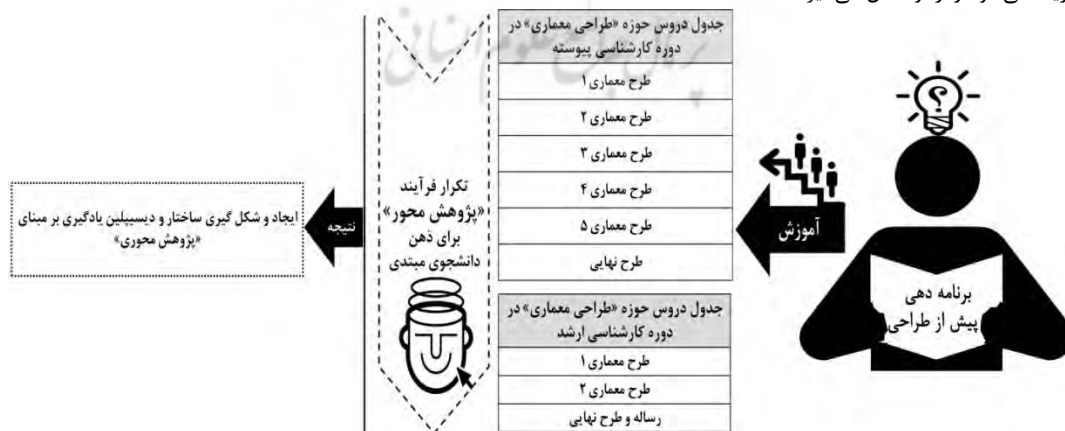 جدول دروس حوزه «طراحی معماری» در
دوره کارشناسی پیوسته
طرح معماری ۱
طرح معماری ۲
طرح معماری ۳
طرح معماری ۴
طرح معماری ۵
طرح نهایی
جدول دروس حوزه «طراحی معماری» در
دوره کارشناسی ارشد
طرح معماری ۱
طرح معماری ۲
رساله و طرح نهایی
؟
برنامه دهی
پیش از طراحی
آموزش
تکرار فرآیند
«پژوهش محور»
برای ذهن
دانشجوی مبتدی
نتیجه
ایجاد و شکل گیری ساختار و دیسیپلین یادگیری بر مبنای
«پژوهش محوری»